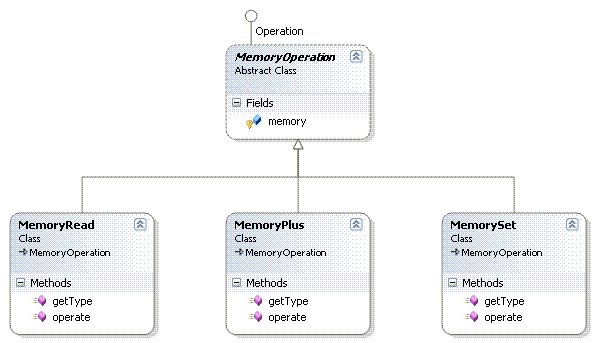 Operation
MemoryOperation
Abstract Class
Fields
memory
MemoryRead
Class
MemoryOperation
Methods
getType
operate
MemoryPlus
Class
MemoryOperation
Methods
getType
operate
MemorySet
Class
MemoryOperation
Methods
getType
operate